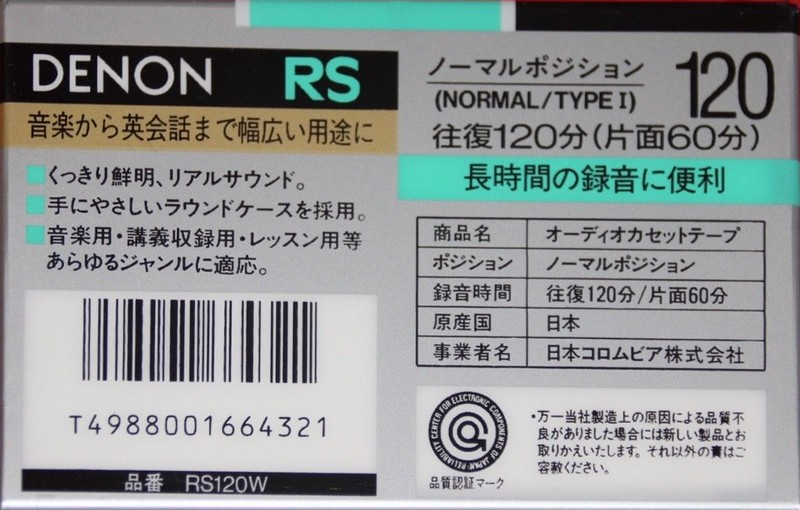 DENON RS
音楽から英会話まで幅広い用途に
くっきり鮮明、リアルサウンド。
手にやさしいラウンドケースを採用。
音楽用・講義収録用・レッスン用等
あらゆるジャンルに適応。
T4988001664321
品番 RS120W
ノーマルポジション
(NORMAL/TYPE I)
120
往復120分(片面60分)
長時間の録音に便利
商品名 オーディオカセットテープ
ポジション ノーマルポジション
録音時間 往復120分/片面60分
原産国 日本
事業者名 日本コロムビア株式会社
RELIABILITY CENTER FOR ELECTRONIC COMPONENTS OF JAPAN
品質認証マーク
・万一当社製造上の原因による品質不
良がありました場合には新しい製品とお
取りかえいたします。それ以外の責はご
容赦ください。